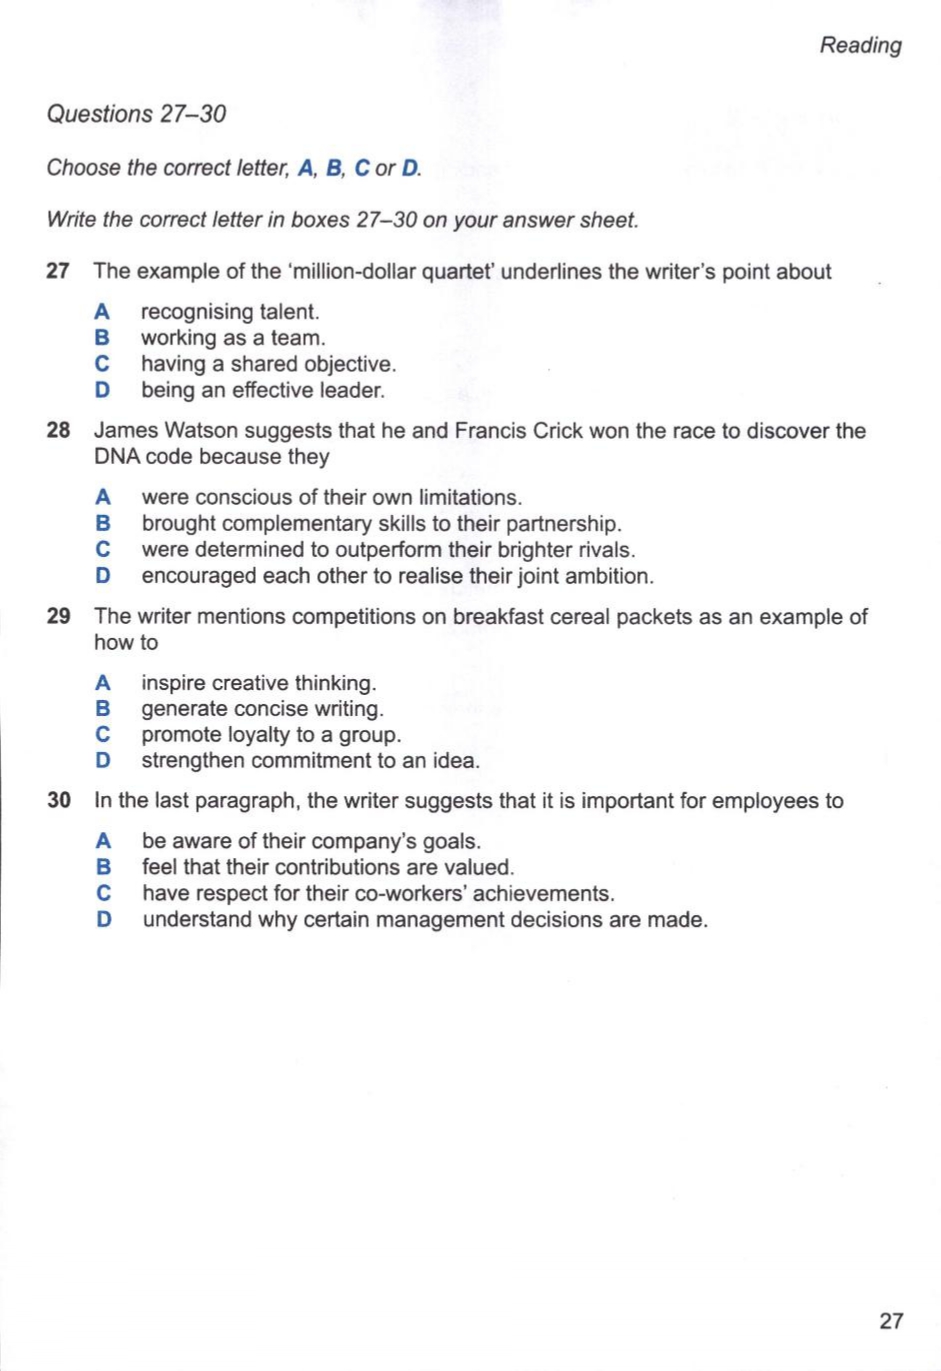 Reading
Questions 27–30
Choose the correct letter, A, B, C or D.
Write the correct letter in boxes 27–30 on your answer sheet.
27 The example of the ‘million-dollar quartet’ underlines the writer’s point about
A recognising talent.
B working as a team.
C having a shared objective.
D being an effective leader.
28 James Watson suggests that he and Francis Crick won the race to discover the
DNA code because they
A were conscious of their own limitations.
B brought complementary skills to their partnership.
C were determined to outperform their brighter rivals.
D encouraged each other to realise their joint ambition.
29 The writer mentions competitions on breakfast cereal packets as an example of
how to
A inspire creative thinking.
B generate concise writing.
C promote loyalty to a group.
D strengthen commitment to an idea.
30 In the last paragraph, the writer suggests that it is important for employees to
A be aware of their company’s goals.
B feel that their contributions are valued.
C have respect for their co-workers’ achievements.
D understand why certain management decisions are made.
27